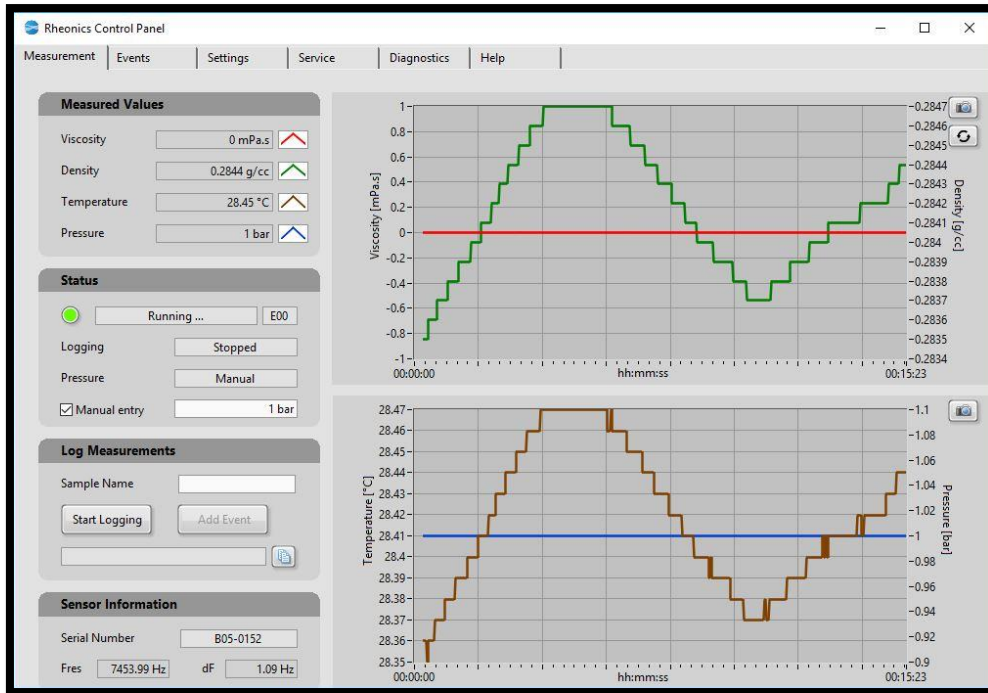 Rheonics Control Panel
Measurement Events Settings Service Diagnostics Help
Measured Values
Viscosity 0 mPa.s
Density 0.2844 g/cc
Temperature 28.45 °C
Pressure 1 bar
Status
Running ... E00
Logging Stopped
Pressure Manual
Manual entry 1 bar
Log Measurements
Sample Name
Start Logging Add Event
Sensor Information
Serial Number B05-0152
Fres 7453.99 Hz dF 1.09 Hz
Viscosity [mPa.s]
1
0.8
0.6
0.4
0.2
0
-0.2
-0.4
-0.6
-0.8
-1
00:00:00 hh:mm:ss 00:15:23
0.2847
0.2846
0.2845
0.2844
0.2843
0.2842
0.2841
0.284
0.2839
0.2838
0.2837
0.2836
0.2835
0.2834
Density [g/cc]
Temperature [°C]
28.47
28.46
28.45
28.44
28.43
28.42
28.41
28.4
28.39
28.38
28.37
28.36
28.35
00:00:00 hh:mm:ss 00:15:23
1.1
1.08
1.06
1.04
1.02
1
0.98
0.96
0.94
0.92
0.9
Pressure [bar]